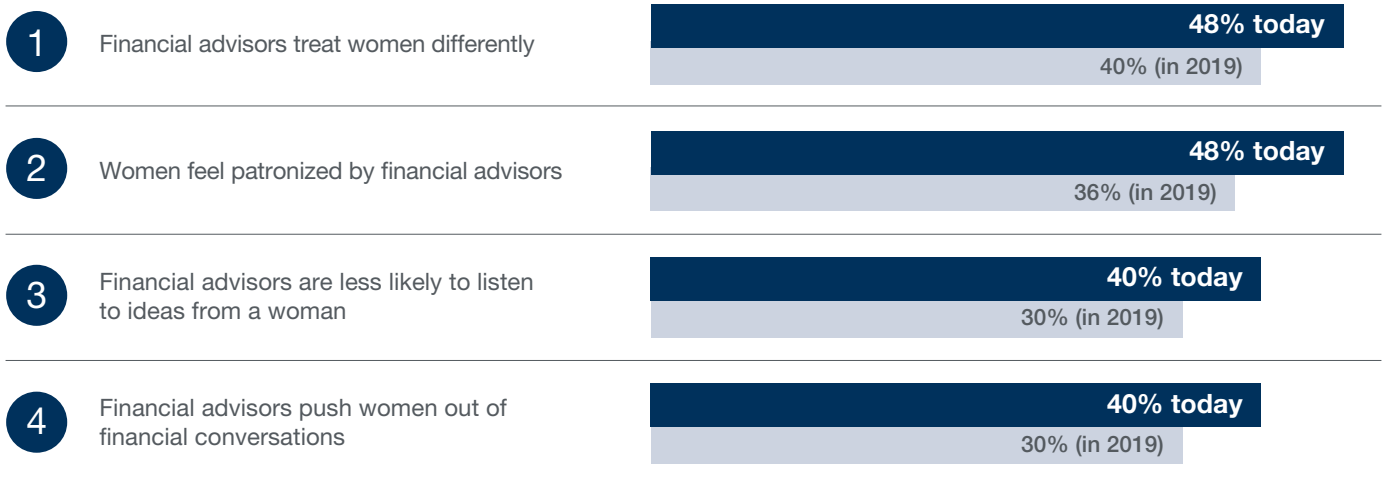 1
Financial advisors treat women differently
48% today
40% (in 2019)
2
Women feel patronized by financial advisors
48% today
36% (in 2019)
3
Financial advisors are less likely to listen
to ideas from a woman
40% today
30% (in 2019)
4
Financial advisors push women out of
financial conversations
40% today
30% (in 2019)